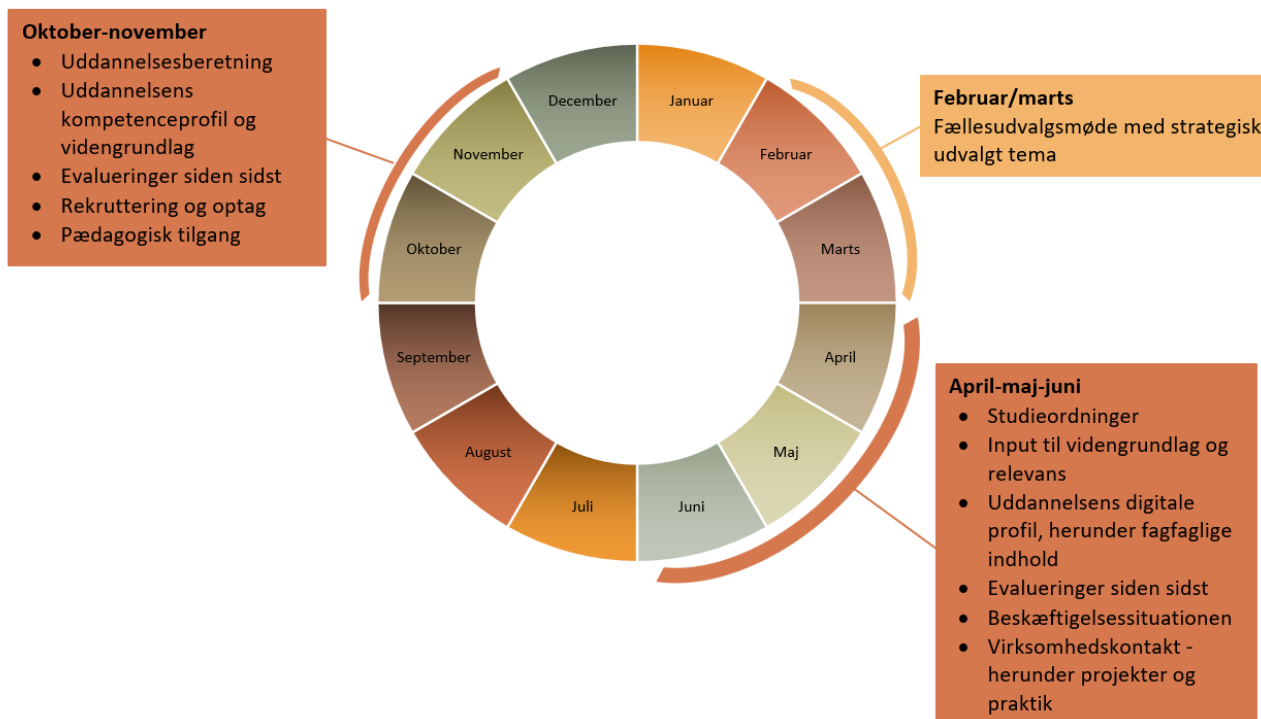 Oktober-november
• Uddannelsesberetning
• Uddannelsens
kompetenceprofil og
videngrundlag
• Evalueringer siden sidst
• Rekruttering og optag
• Pædagogisk tilgang
Januar
Februar
Marts
April
Maj
Juni
Juli
August
September
Oktober
November
December
Februar/marts
Fællesudvalgsmøde med strategisk
udvalgt tema
April-maj-juni
• Studieordninger
• Input til videngrundlag og
relevans
• Uddannelsens digitale
profil, herunder fagfaglige
indhold
• Evalueringer siden sidst
• Beskæftigelsessituationen
• Virksomhedskontakt -
herunder projekter og
praktik